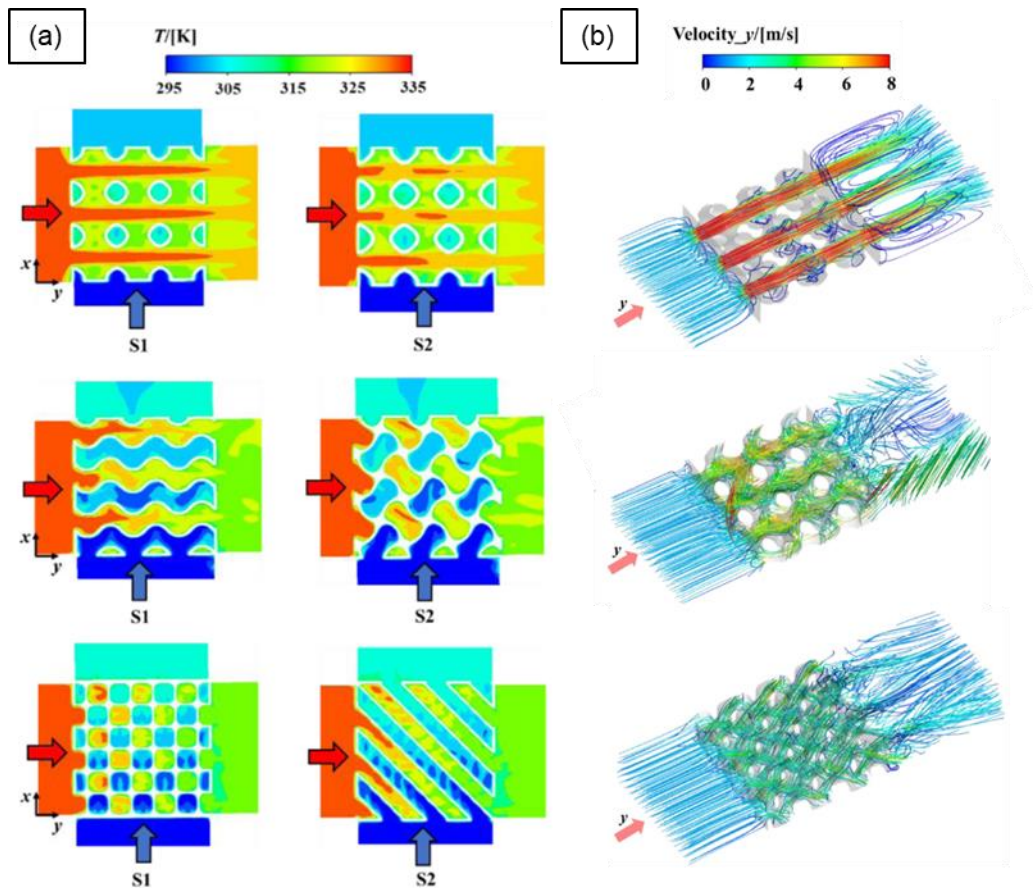 (a)
T/[K]
295 305 315 325 335
(b)
Velocity_y/[m/s]
0 2 4 6 8
x
y
S1
S2
y
x
y
S1
S2
y
x
y
S1
S2
y